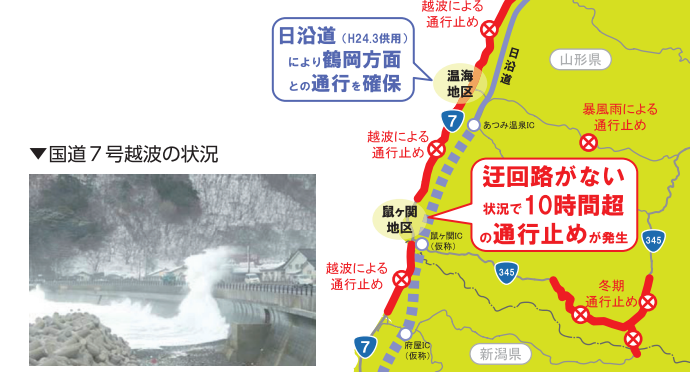 越波による
通行止め
日沿道（H24.3供用）
により鶴岡方面
との通行を確保
日沿道
山形県
温海
地区
7
あつみ温泉IC
暴風雨による
通行止め
越波による
通行止め
▼国道７号越波の状況
迂回路がない
状況で10時間超
の通行止めが発生
鼠ヶ関
地区
鼠ヶ関IC
（仮称）
345
345
越波による
通行止め
冬期
通行止め
7
府屋IC
（仮称）
新潟県